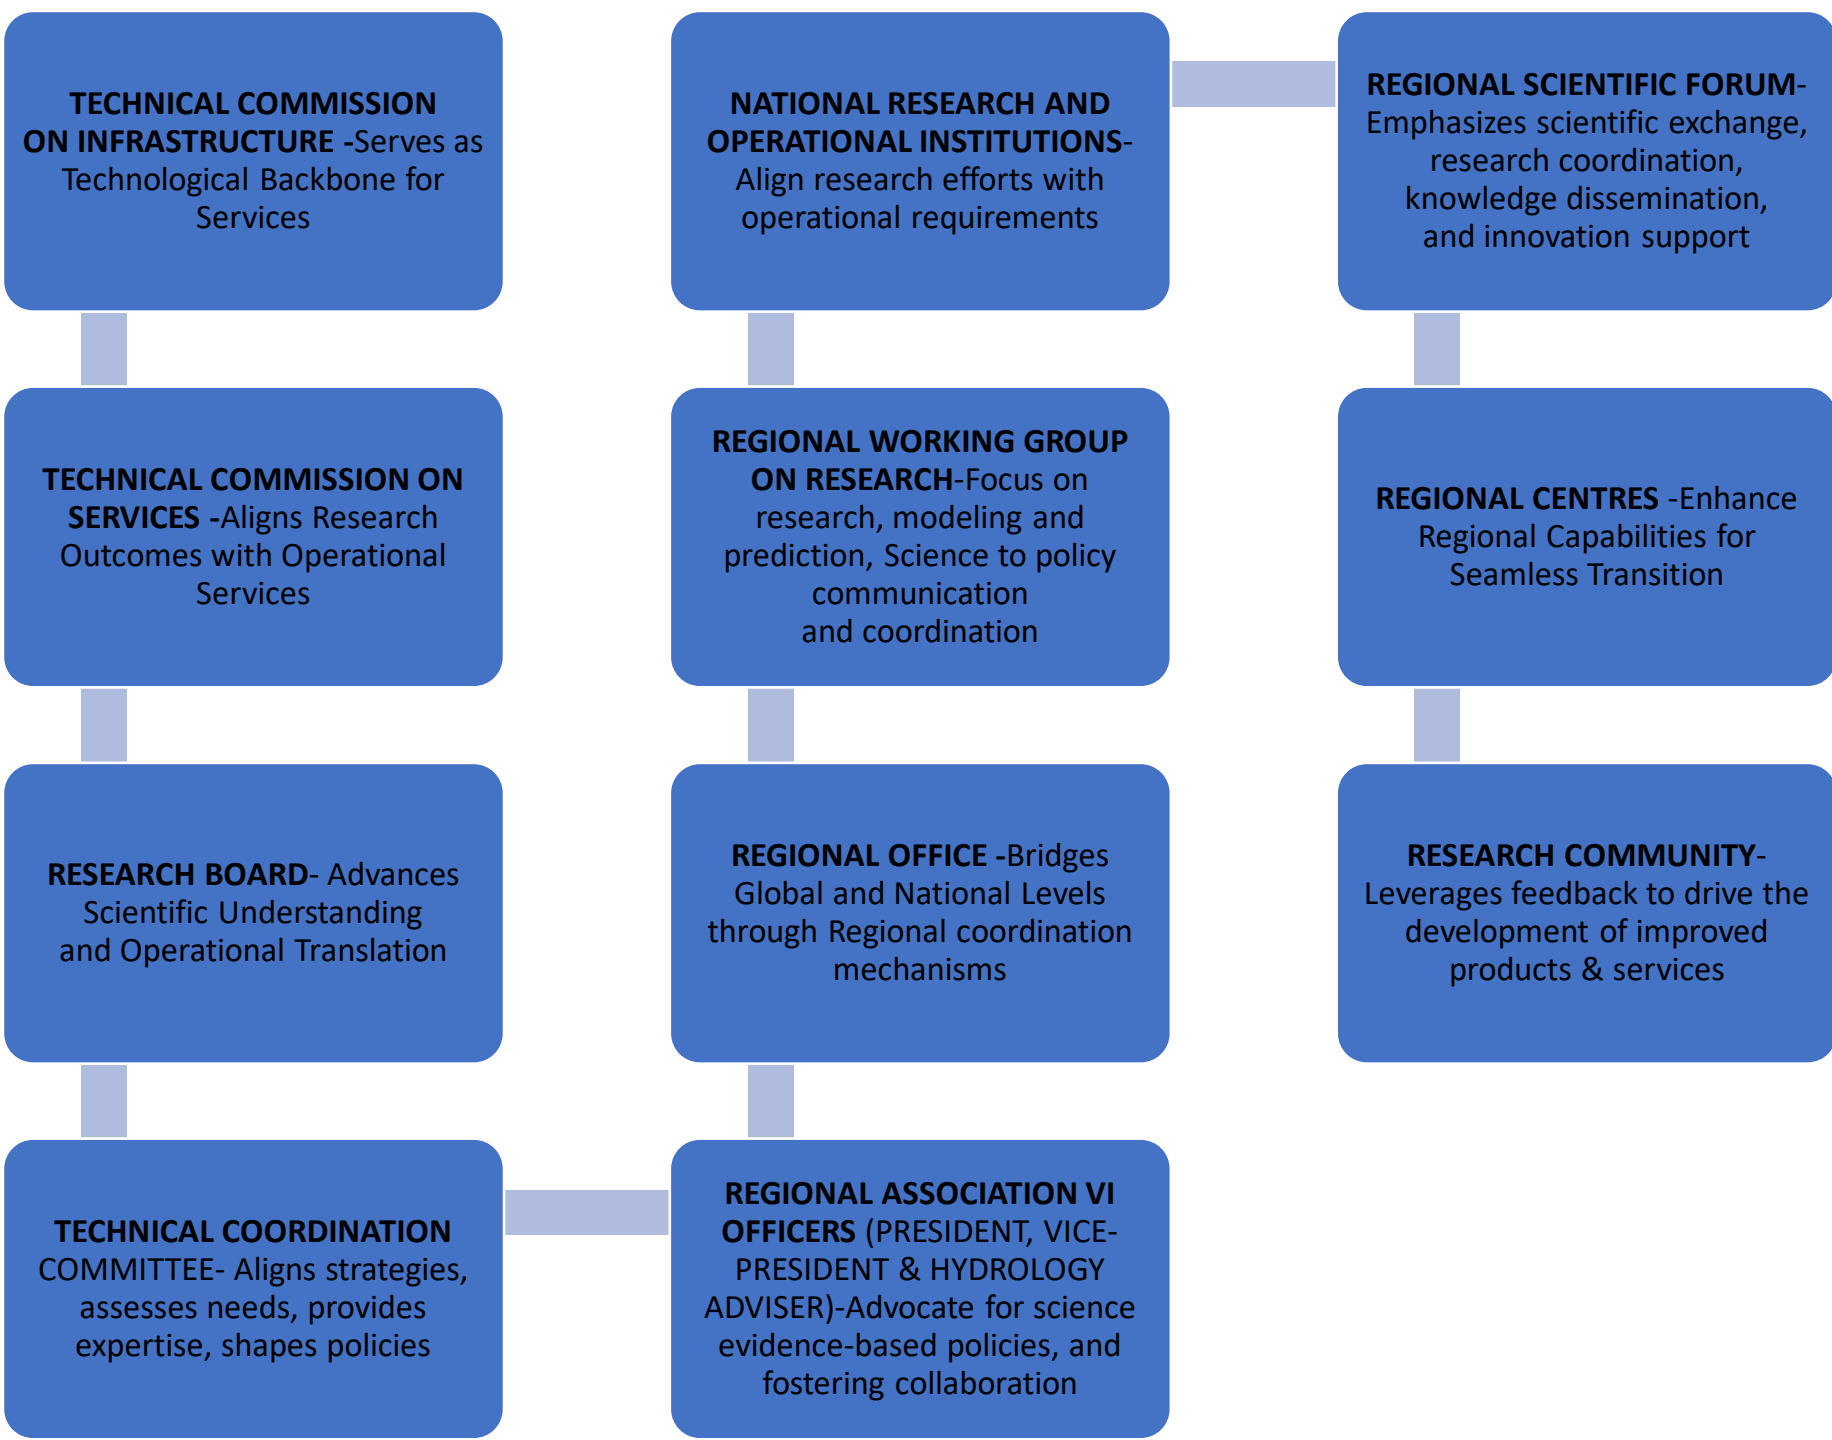 TECHNICAL COMMISSION
ON INFRASTRUCTURE -Serves as
Technological Backbone for
Services
TECHNICAL COMMISSION ON
SERVICES -Aligns Research
Outcomes with Operational
Services
RESEARCH BOARD- Advances
Scientific Understanding
and Operational Translation
TECHNICAL COORDINATION
COMMITTEE- Aligns strategies,
assesses needs, provides
expertise, shapes policies
REGIONAL ASSOCIATION VI
OFFICERS (PRESIDENT, VICE-
PRESIDENT & HYDROLOGY
ADVISER)-Advocate for science
evidence-based policies, and
fostering collaboration
REGIONAL OFFICE -Bridges
Global and National Levels
through Regional coordination
mechanisms
REGIONAL WORKING GROUP
ON RESEARCH-Focus on
research, modeling and
prediction, Science to policy
communication
and coordination
NATIONAL RESEARCH AND
OPERATIONAL INSTITUTIONS-
Align research efforts with
operational requirements
REGIONAL SCIENTIFIC FORUM-
Emphasizes scientific exchange,
research coordination,
knowledge dissemination,
and innovation support
REGIONAL CENTRES -Enhance
Regional Capabilities for
Seamless Transition
RESEARCH COMMUNITY-
Leverages feedback to drive the
development of improved
products & services